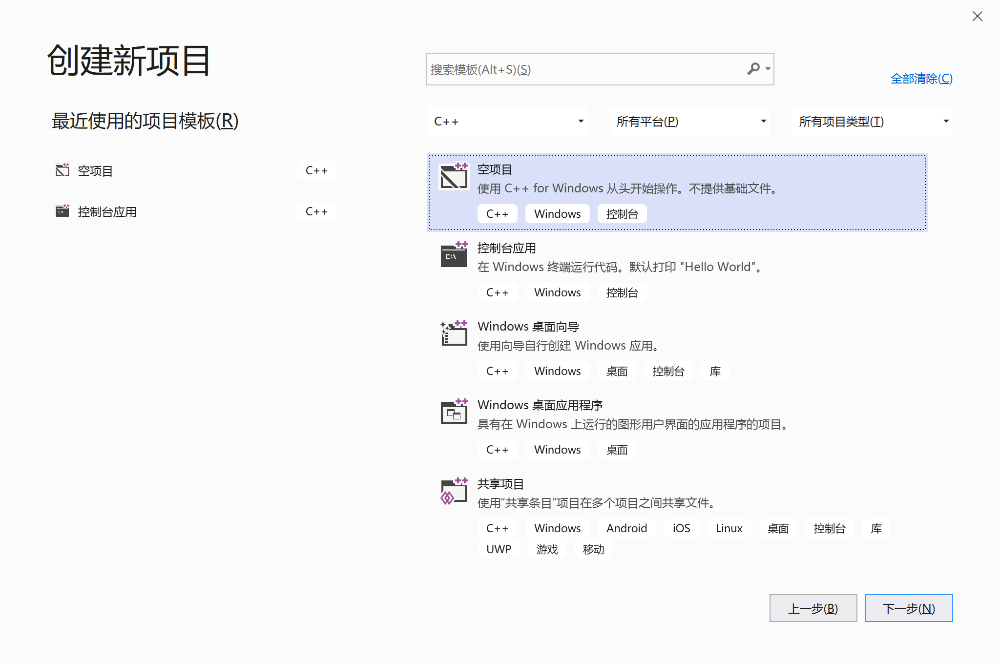 创建新项目
搜索模板(Alt+S)(S)
全部清除(C)
最近使用的项目模板(R)
C++ 所有平台(P) 所有项目类型(T)
空项目 C++
控制台应用 C++
空项目
使用 C++ for Windows 从头开始操作。不提供基础文件。
C++ Windows 控制台
控制台应用
在 Windows 终端运行代码。默认打印 "Hello World"。
C++ Windows 控制台
Windows 桌面向导
使用向导自行创建 Windows 应用。
C++ Windows 桌面 控制台 库
Windows 桌面应用程序
具有在 Windows 上运行的图形用户界面的应用程序的项目。
C++ Windows 桌面
共享项目
使用“共享条目”项目在多个项目之间共享文件。
C++ Windows Android iOS Linux 桌面 控制台 库
UWP 游戏 移动
上一步(B) 下一步(N)